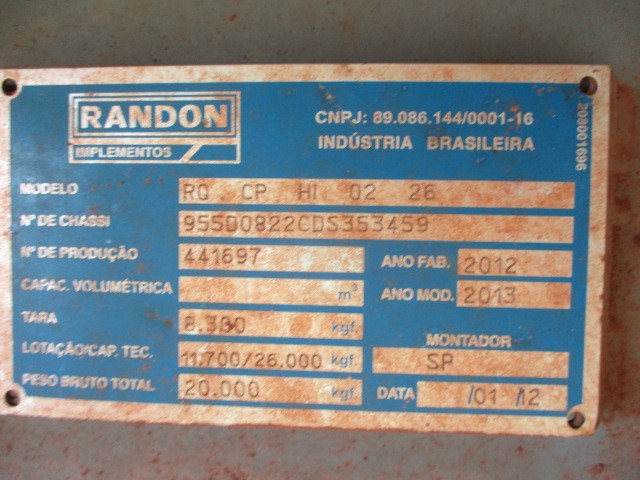 RANDON
IMPLEMENTOS
CNPJ: 89.086.144/0001-16
INDÚSTRIA BRASILEIRA
208001696
MODELO RQ CP HI 02 26
Nº DE CHASSI 955D0822CDS353459
Nº DE PRODUÇÃO 441697 ANO FAB. 2012
CAPAC. VOLUMÉTRICA m³ ANO MOD. 2013
TARA 8.300 kgf. MONTADOR
LOTAÇÃO/CAP. TEC. 11.700/26.000 kgf. SP
PESO BRUTO TOTAL 20.000 kgf. DATA /01 /12